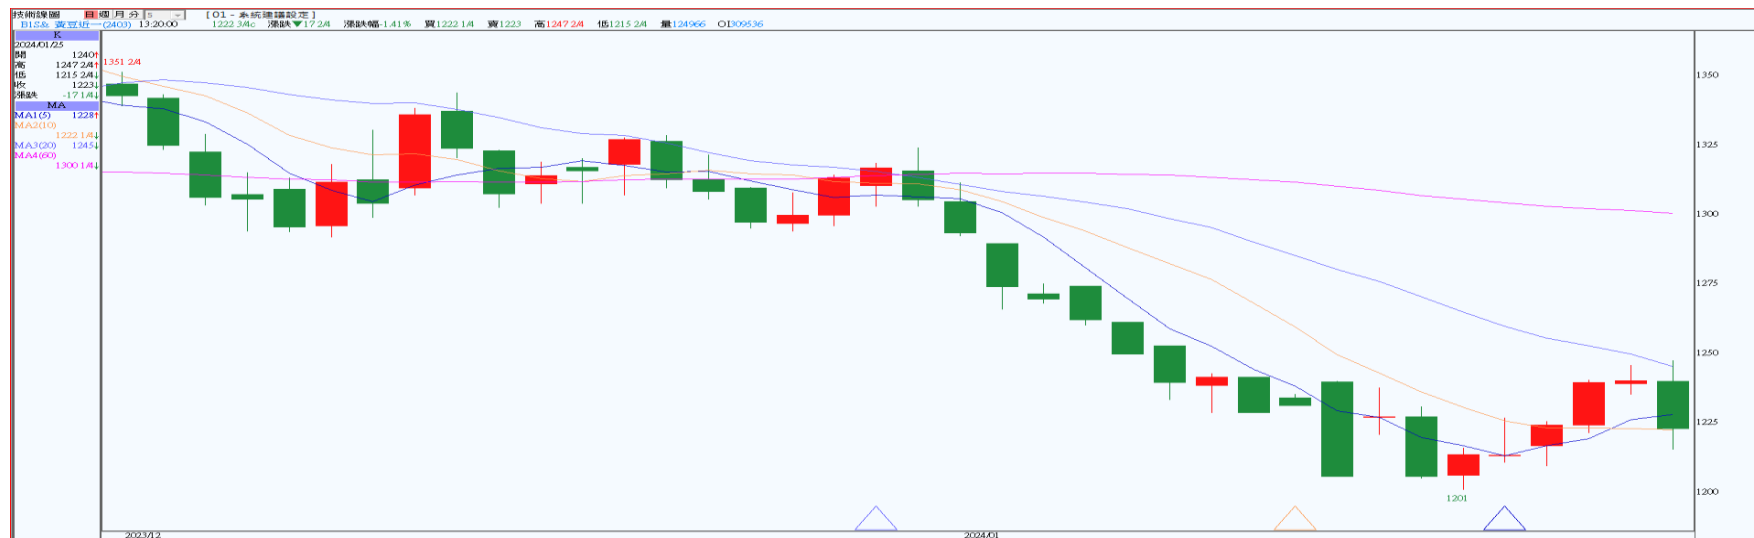 技術線圖 日 週 月 分 5 [01 - 系統建議設定]
B1S& 黃豆近一(2403) 13:20:00 1222 3/4c 漲跌▼17 2/4 漲跌幅-1.41% 買1222 1/4 賣1223 高1247 2/4 低1215 2/4 量124966 OI309536
K
2024/01/25
開 1240↑
高 1247 2/4↑
低 1215 2/4↓
收 1223↓
漲跌 -17 1/4↓
MA
MA1(5) 1228↑
MA2(10)
1222 1/4↓
MA3(20) 1245↓
MA4(60)
1300 1/4↓
1351 2/4
1350
1325
1300
1275
1250
1225
1200
1201
2023/12 2024/01